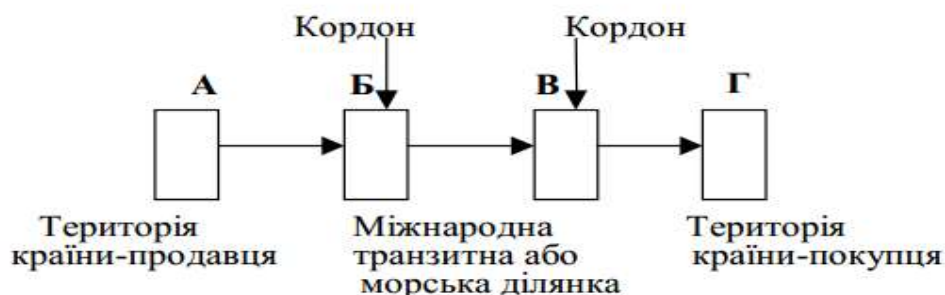 Кордон Кордон
А Б В Г
Територія Міжнародна Територія
країни-продавця транзитна або країни-покупця
морська ділянка